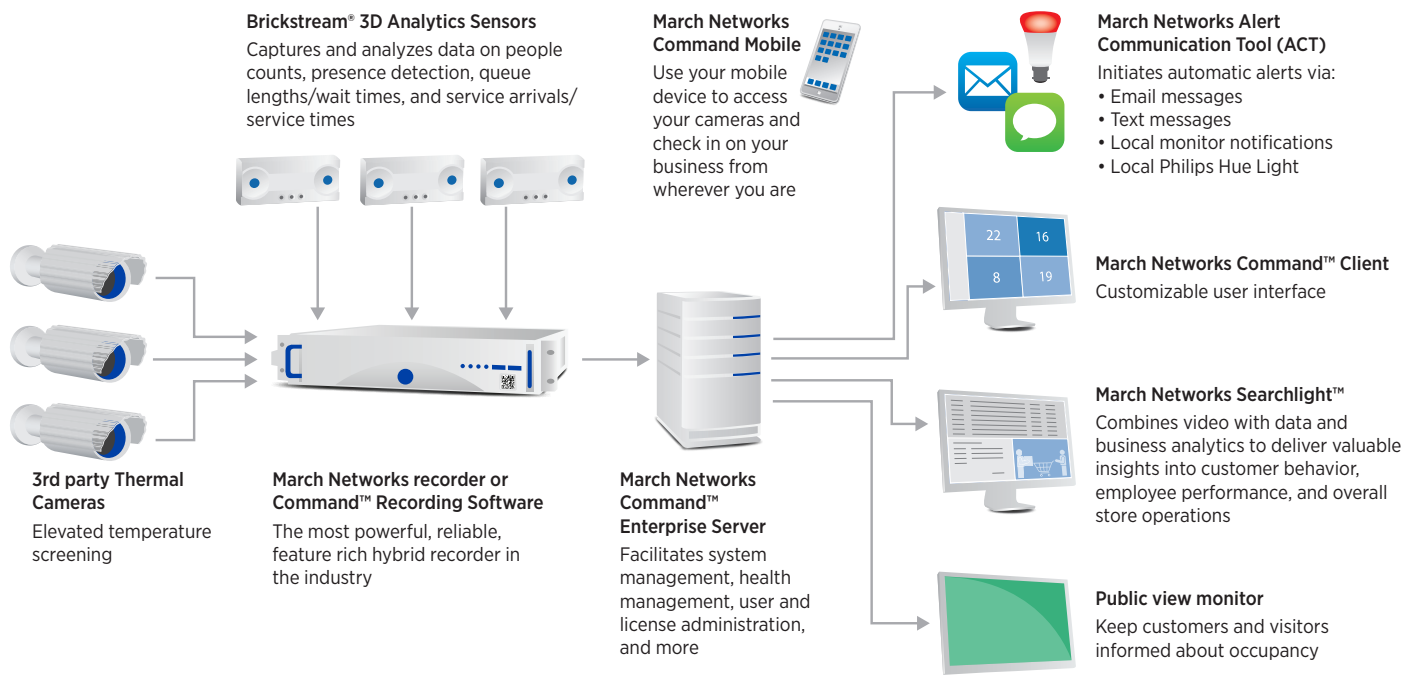 Brickstream® 3D Analytics Sensors
Captures and analyzes data on people
counts, presence detection, queue
lengths/wait times, and service arrivals/
service times
March Networks
Command Mobile
Use your mobile
device to access
your cameras and
check in on your
business from
wherever you are
March Networks Alert
Communication Tool (ACT)
Initiates automatic alerts via:
• Email messages
• Text messages
• Local monitor notifications
• Local Philips Hue Light
22 16
8 19
March Networks Command™ Client
Customizable user interface
3rd party Thermal
Cameras
Elevated temperature
screening
March Networks recorder or
Command™ Recording Software
The most powerful, reliable,
feature rich hybrid recorder in
the industry
March Networks
Command™
Enterprise Server
Facilitates system
management, health
management, user and
license administration,
and more
March Networks Searchlight™
Combines video with data and
business analytics to deliver valuable
insights into customer behavior,
employee performance, and overall
store operations
Public view monitor
Keep customers and visitors
informed about occupancy